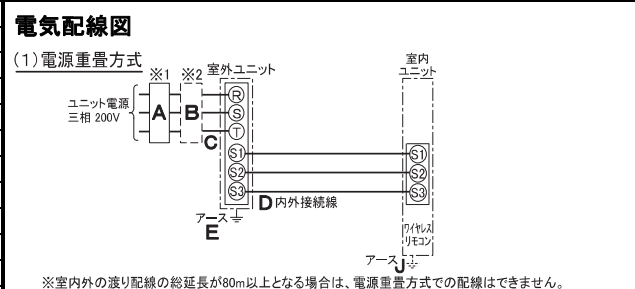 電気配線図
(1)電源重畳方式
※1 ※2 室外ユニット
室内
ユニット
ユニット電源
三相 200V
A
B
C
R
S
T
S1
S2
S3
S1
S2
S3
D 内外接続線
アース
E
ワイヤレス
リモコン
アース J
※室内外の渡り配線の総延長が80m以上となる場合は、電源重畳方式での配線はできません。